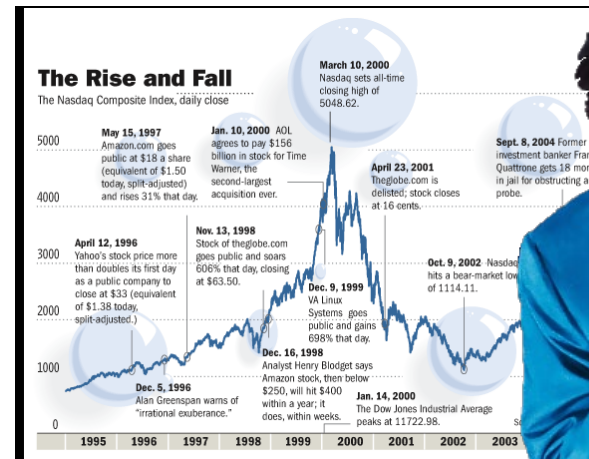 The Rise and Fall
The Nasdaq Composite Index, daily close
March 10, 2000
Nasdaq sets all-time
closing high of
5048.62.
May 15, 1997
Amazon.com goes
public at $18 a share
(equivalent of $1.50
today, split-adjusted)
and rises 31% that day.
Jan. 10, 2000 AOL
agrees to pay $156
billion in stock for Time
Warner, the
second-largest
acquisition ever.
April 23, 2001
Theglobe.com is
delisted; stock closes
at 16 cents.
Sept. 8, 2004 Former
investment banker
Quattrone gets 18
in jail for obstructing a
probe.
April 12, 1996
Yahoo's stock price more
than doubles its first day
as a public company to
close at $33 (equivalent
of $1.38 today,
split-adjusted.)
Nov. 13, 1998
Stock of theglobe.com
goes public and soars
606% that day, closing
at $63.50.
Dec. 9, 1999
VA Linux
Systems goes
public and gains
698% that day.
Oct. 9, 2002 Nasdaq
hits a bear-market low
of 1114.11.
Dec. 5, 1996
Alan Greenspan warns of
"irrational exuberance."
Dec. 16, 1998
Analyst Henry Blodget says
Amazon stock, then below
$250, will hit $400
within a year; it
does, within weeks.
Jan. 14, 2000
The Dow Jones Industrial Average
peaks at 11722.98.
5000
4000
3000
2000
1000
0
1995 1996 1997 1998 1999 2000 2001 2002 2003